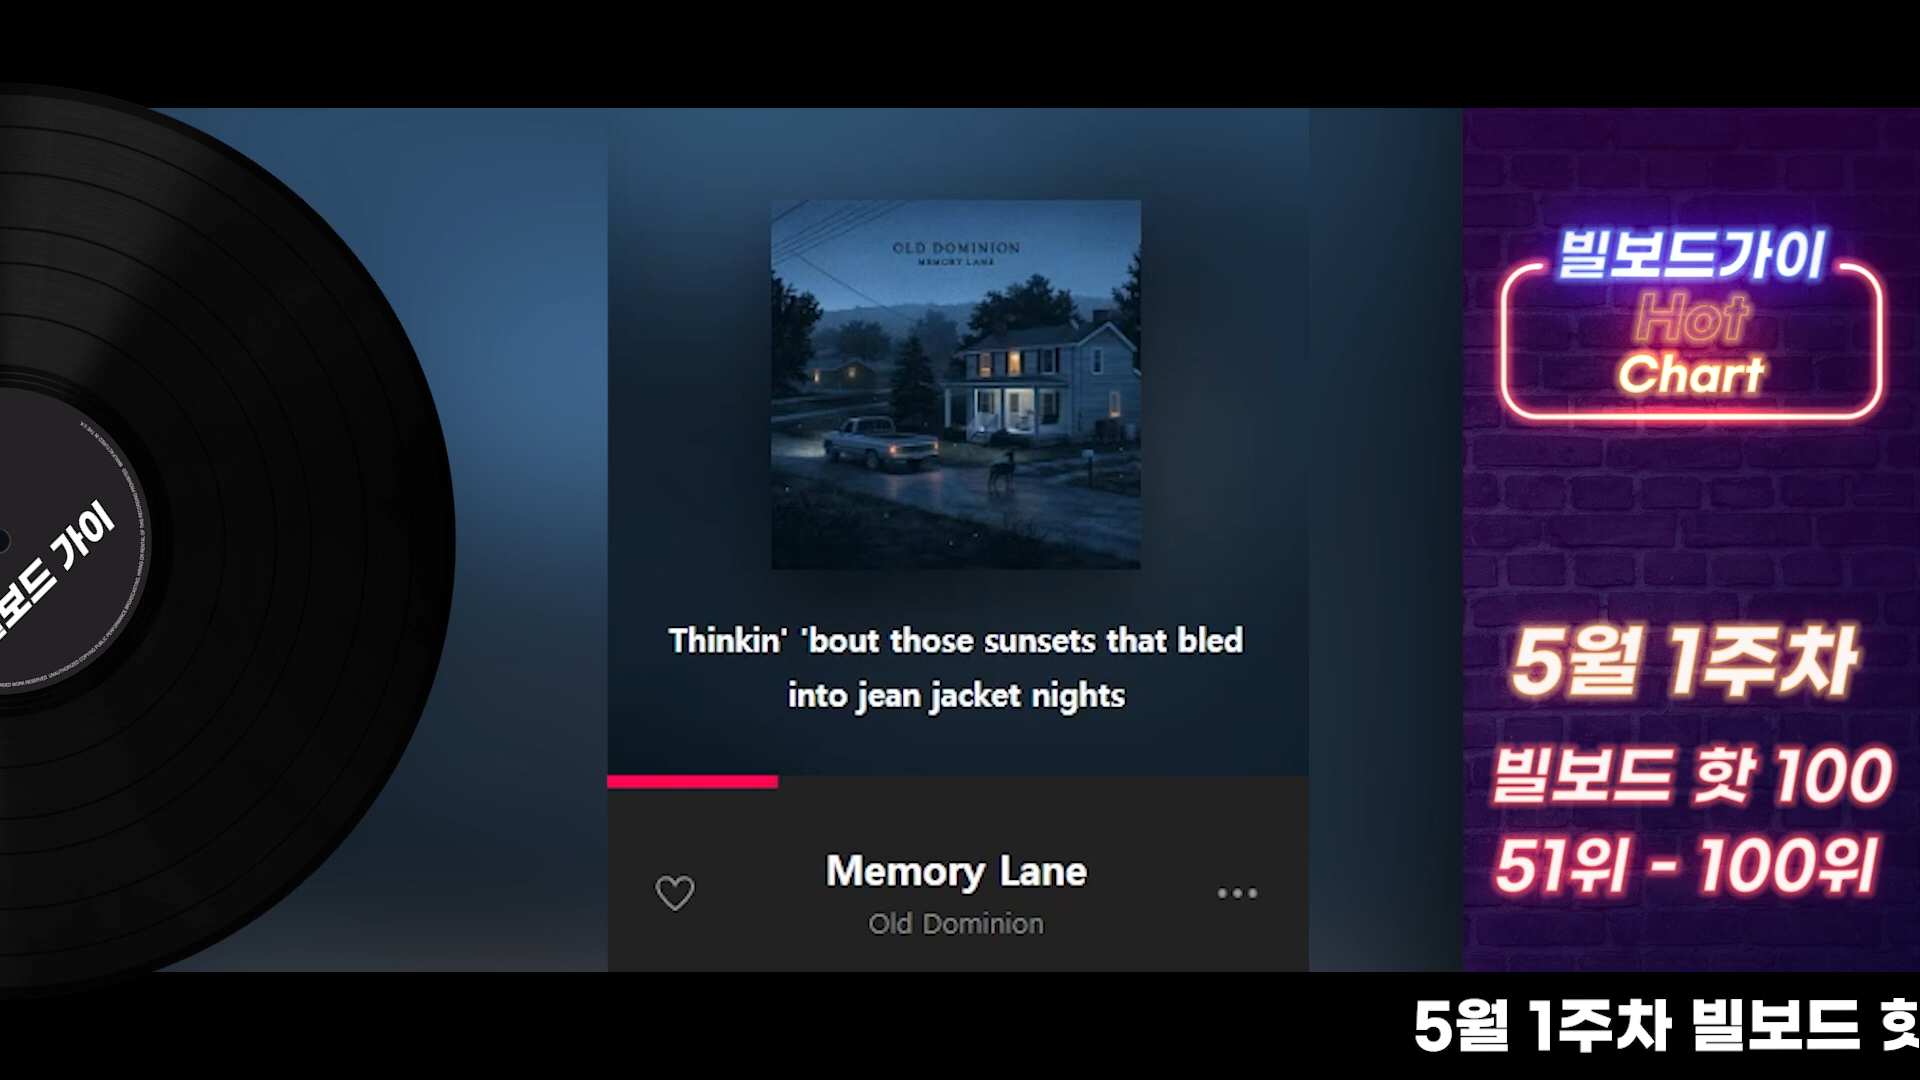 OLD DOMINION
MEMORY LANE
Thinkin' 'bout those sunsets that bled
into jean jacket nights
Memory Lane
Old Dominion
보드 가이
빌보드가이
Hot
Chart
5월 1주차
빌보드 핫 100
51위 - 100위
5월 1주차 빌보드 핫